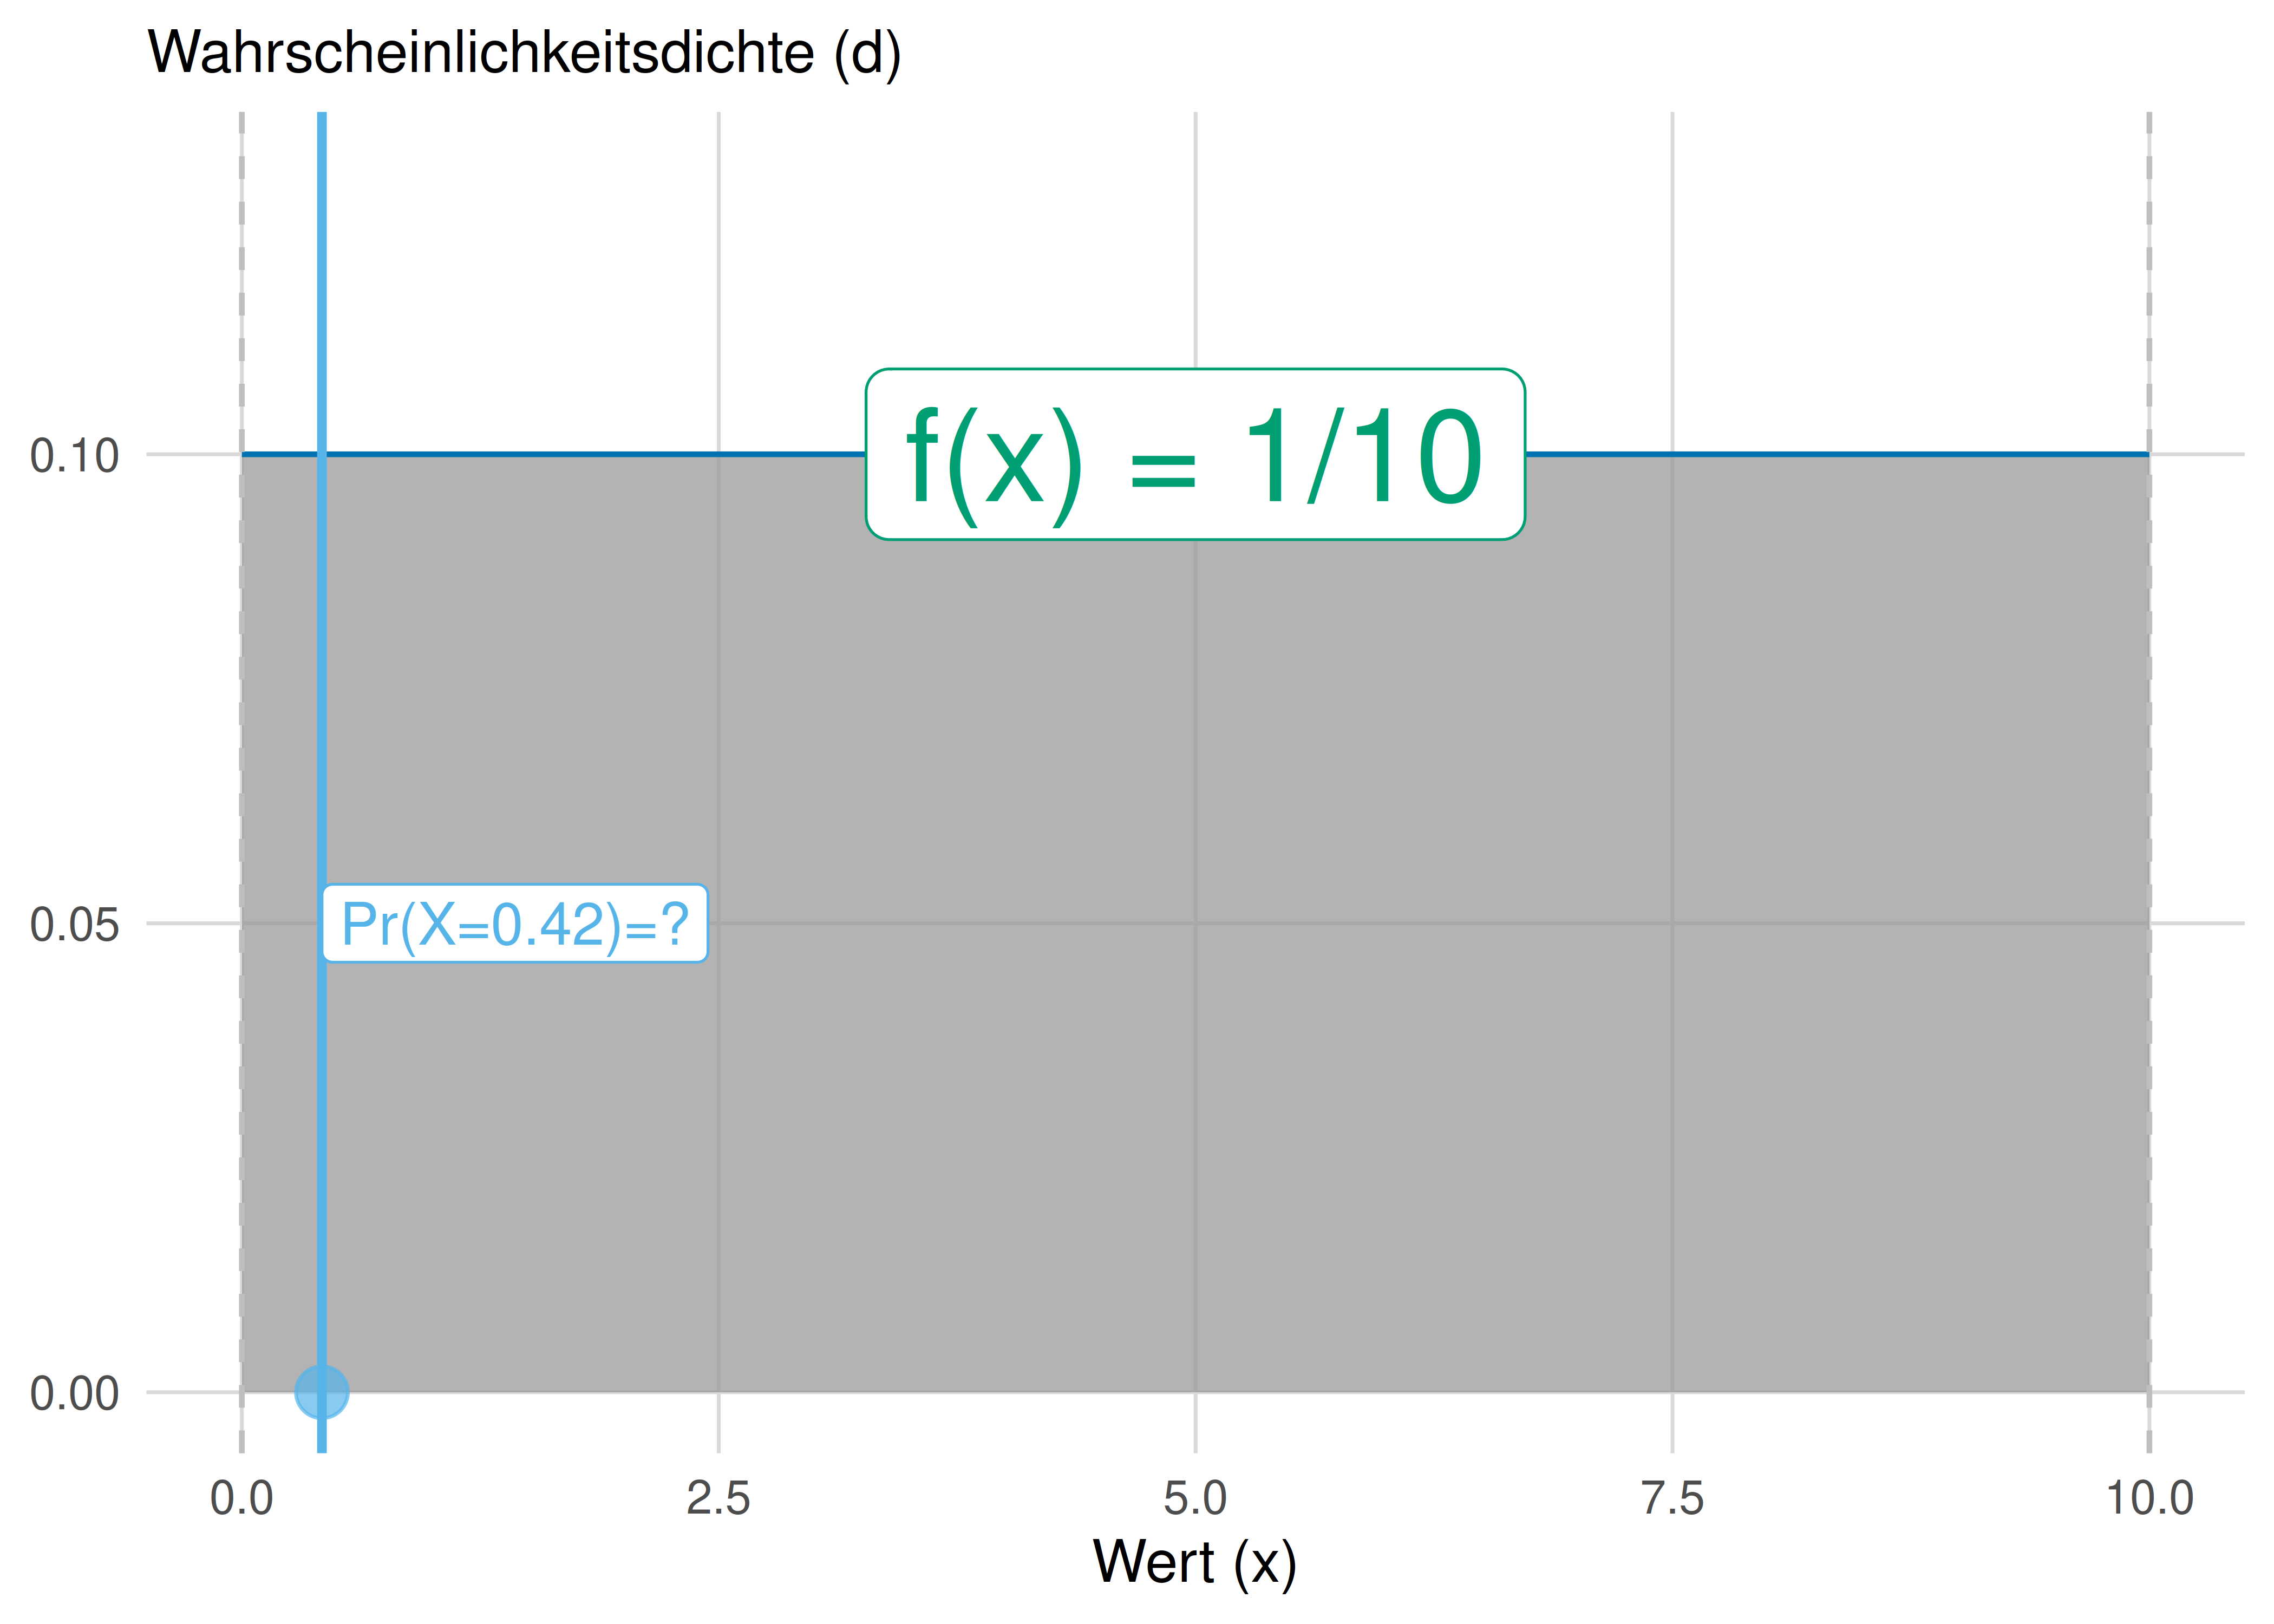 Wahrscheinlichkeitsdichte (d)
f(x) = 1/10
0.10
Pr(X=0.42)=?
0.05
0.00
0.0 2.5 5.0 7.5 10.0
Wert (x)